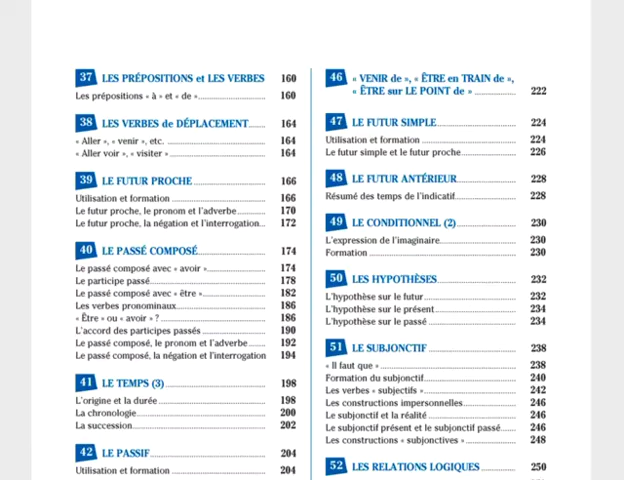 37 LES PRÉPOSITIONS et LES VERBES 160
Les prépositions « à » et « de » 160
38 LES VERBES de DÉPLACEMENT 164
« Aller », « venir », etc. 164
« Aller voir », « visiter » 164
39 LE FUTUR PROCHE 166
Utilisation et formation 166
Le futur proche, le pronom et l'adverbe 170
Le futur proche, la négation et l'interrogation 172
40 LE PASSÉ COMPOSÉ 174
Le passé composé avec « avoir » 174
Le participe passé 178
Le passé composé avec « être » 182
Les verbes pronominaux 186
« Être » ou « avoir » ? 186
L'accord des participes passés 190
Le passé composé, le pronom et l'adverbe 192
Le passé composé, la négation et l'interrogation 194
41 LE TEMPS (3) 198
L'origine et la durée 198
La chronologie 200
La succession 202
42 LE PASSIF 204
Utilisation et formation 204
46 « VENIR de », « ÊTRE en TRAIN de »,
« ÊTRE sur LE POINT de » 222
47 LE FUTUR SIMPLE 224
Utilisation et formation 224
Le futur simple et le futur proche 226
48 LE FUTUR ANTÉRIEUR 228
Résumé des temps de l'indicatif 228
49 LE CONDITIONNEL (2) 230
L'expression de l'imaginaire 230
Formation 230
50 LES HYPOTHÈSES 232
L'hypothèse sur le futur 232
L'hypothèse sur le présent 234
L'hypothèse sur le passé 234
51 LE SUBJONCTIF 238
« Il faut que » 238
Formation du subjonctif 240
Les verbes « subjectifs » 242
Les constructions impersonnelles 246
Le subjonctif et la réalité 246
Le subjonctif présent et le subjonctif passé 246
Les constructions « subjonctives » 248
52 LES RELATIONS LOGIQUES 250